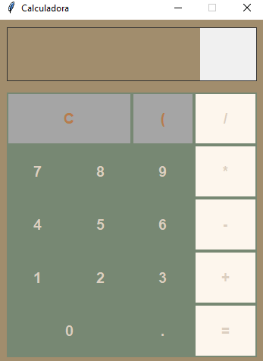 Calculadora
C ( /
7 8 9 *
4 5 6 -
1 2 3 +
0 . =